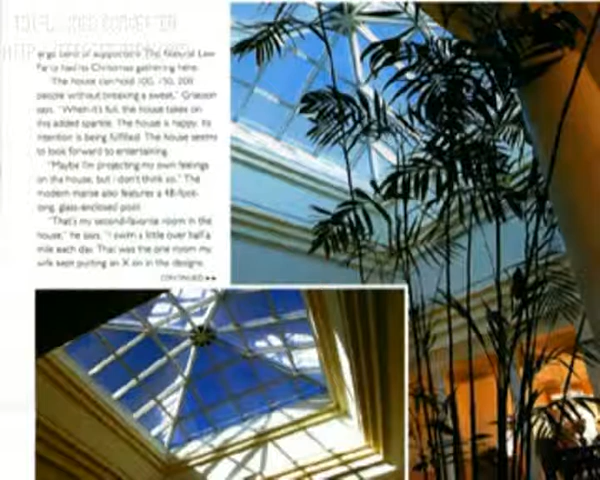 large band of supporters. The Natural Law
Party had its Christmas gathering here.
"The house can hold 100, 150, 200
people without breaking a sweat," Grierson
says. "When it's full, the house takes on
this added sparkle. The house is happy. Its
intention is being fulfilled. The house seems
to look forward to entertaining.
"Maybe I'm projecting my own feelings
on the house, but I don't think so." The
modern manse also features a 48-foot-
long, glass-enclosed pool.
"That's my second-favorite room in the
house," he says. "I swim a little over half a
mile each day. That was the one room my
wife kept putting an X on in the designs.
CONTINUED ▸▸